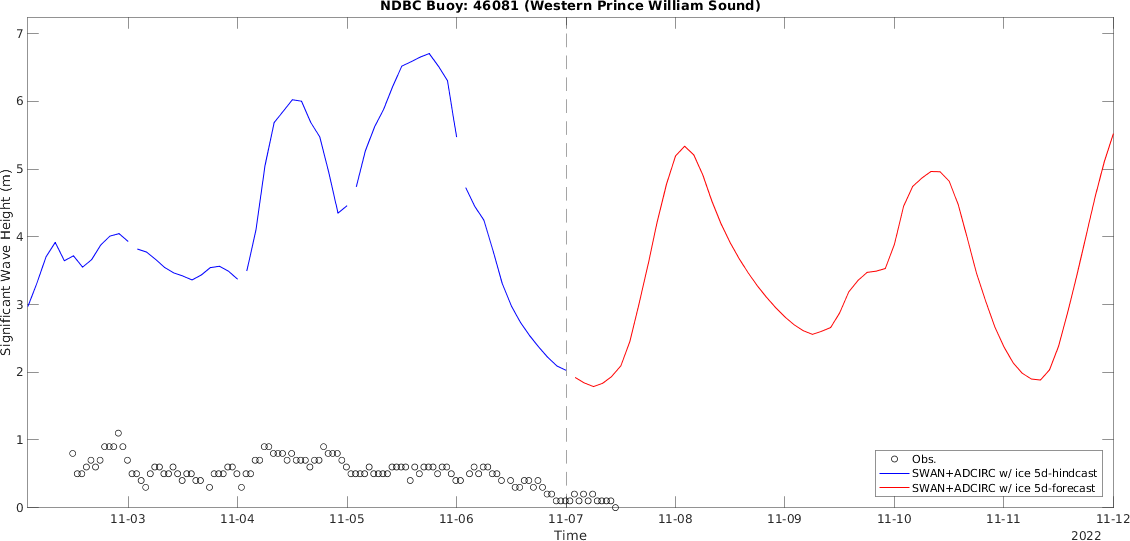 NDBC Buoy: 46081 (Western Prince William Sound)
7
6
5
4
3
2
1
0
Significant Wave Height (m)
Obs.
SWAN+ADCIRC w/ ice 5d-hindcast
SWAN+ADCIRC w/ ice 5d-forecast
11-03 11-04 11-05 11-06 11-07 11-08 11-09 11-10 11-11 11-12
Time
2022